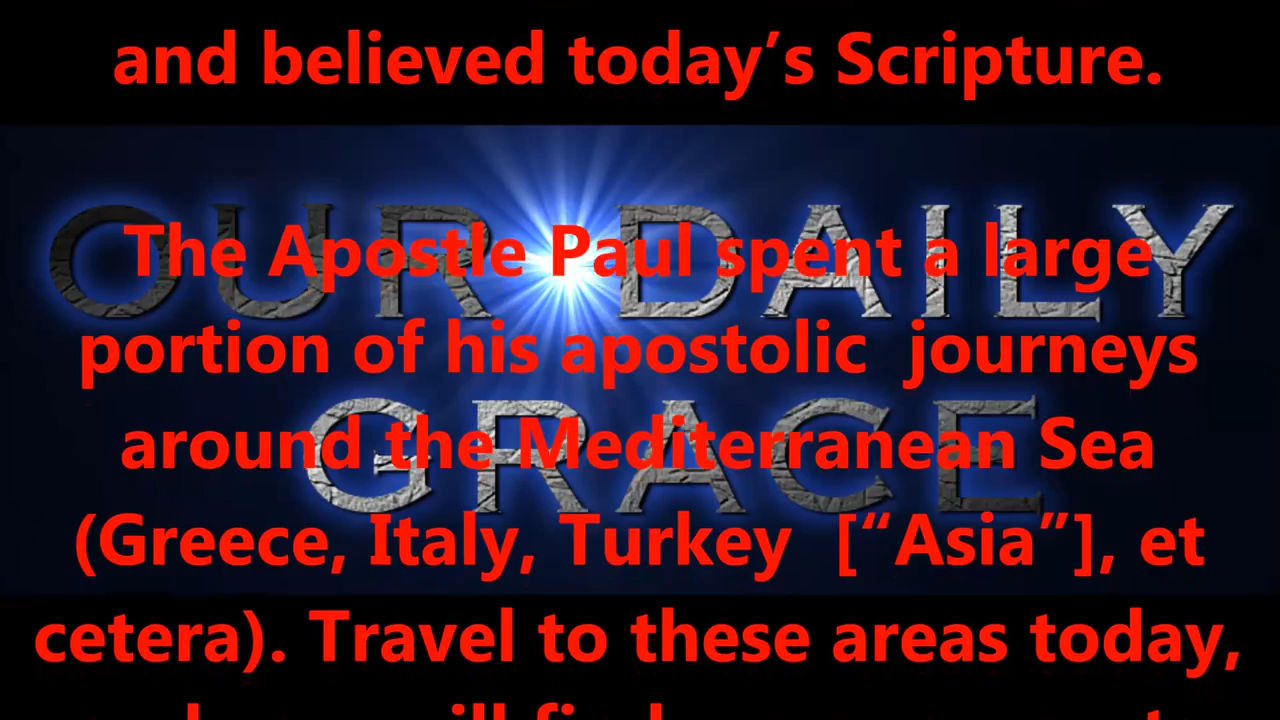 and believed today’s Scripture.
OUR DAILY
The Apostle Paul spent a large
portion of his apostolic journeys
GRACE
around the Mediterranean Sea
(Greece, Italy, Turkey [“Asia”], et
cetera). Travel to these areas today,